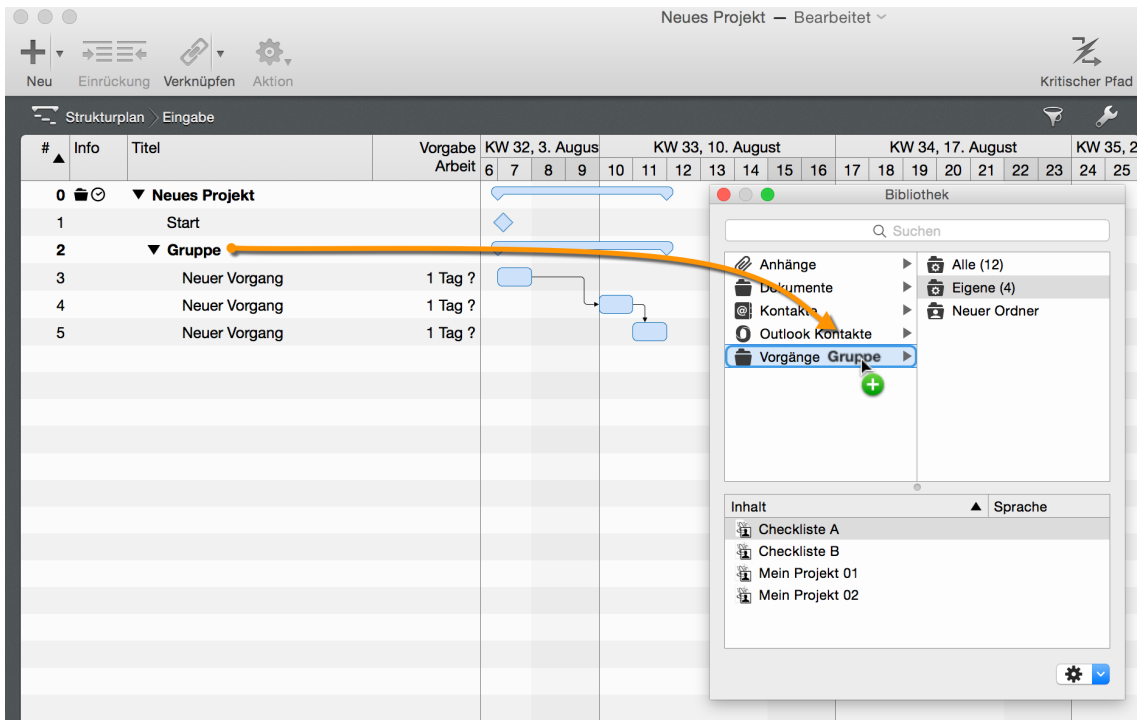 Neues Projekt — Bearbeitet
Neu Einrückung Verknüpfen Aktion Kritischer Pfad
Strukturplan Eingabe
# Info Titel Vorgabe KW 32, 3. Augus KW 33, 10. August KW 34, 17. August KW 35, 2
Arbeit 6 7 8 9 10 11 12 13 14 15 16 17 18 19 20 21 22 23 24 25
0 Neues Projekt
1 Start
2 Gruppe
3 Neuer Vorgang 1 Tag ?
4 Neuer Vorgang 1 Tag ?
5 Neuer Vorgang 1 Tag ?
Bibliothek
Suchen
Anhänge Alle (12)
Dokumente Eigene (4)
Kontakte Neuer Ordner
Outlook Kontakte
Vorgänge Gruppe
Inhalt Sprache
Checkliste A
Checkliste B
Mein Projekt 01
Mein Projekt 02